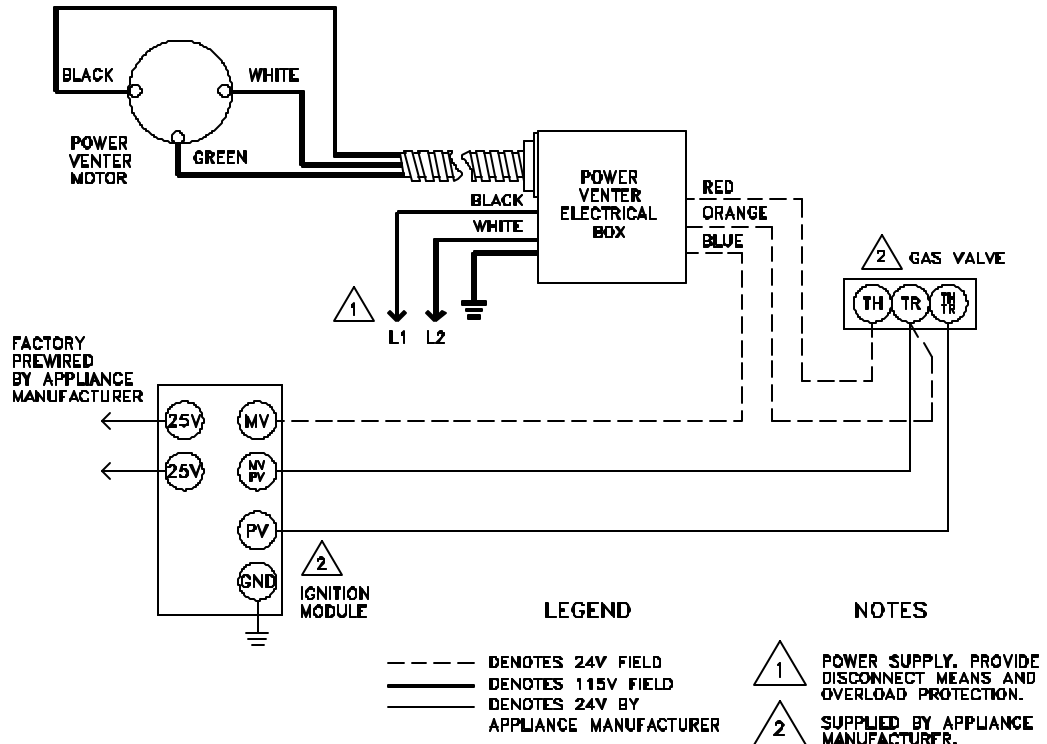 BLACK
WHITE
POWER
VENTER
MOTOR
GREEN
BLACK
WHITE
POWER
VENTER
ELECTRICAL
BOX
RED
ORANGE
BLUE
2
GAS VALVE
TH
TR
TH
TR
1
L1
L2
FACTORY
PREWIRED
BY APPLIANCE
MANUFACTURER
25V
MV
25V
MV
PV
PV
GND
2
IGNITION
MODULE
LEGEND
DENOTES 24V FIELD
DENOTES 115V FIELD
DENOTES 24V BY
APPLIANCE MANUFACTURER
NOTES
1
POWER SUPPLY. PROVIDE
DISCONNECT MEANS AND
OVERLOAD PROTECTION.
2
SUPPLIED BY APPLIANCE
MANUFACTURER.